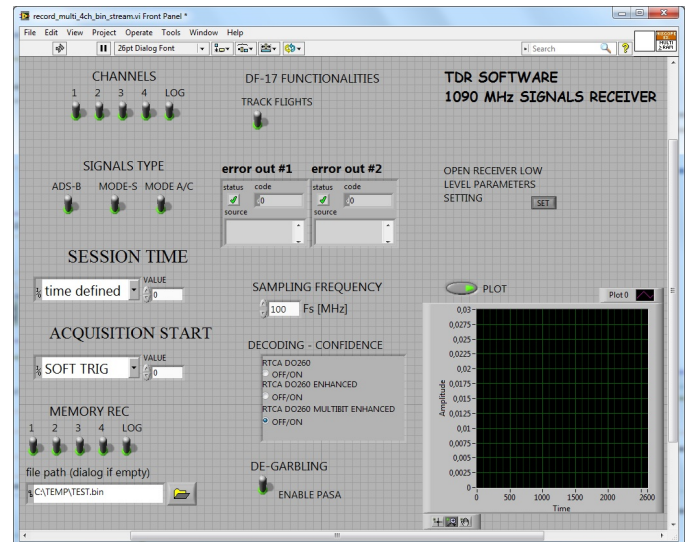 record_multi_4ch_bin_stream.vi Front Panel *
File Edit View Project Operate Tools Window Help
26pt Dialog Font
Search
MULTI
CHANNELS
1 2 3 4 LOG
DF-17 FUNCTIONALITIES
TRACK FLIGHTS
TDR SOFTWARE
1090 MHz SIGNALS RECEIVER
SIGNALS TYPE
ADS-B MODE-S MODE A/C
error out #1 error out #2
status code status code
0 0
source source
OPEN RECEIVER LOW
LEVEL PARAMETERS
SETTING
SET
SESSION TIME
time defined
VALUE
0
SAMPLING FREQUENCY
100 Fs [MHz]
ACQUISITION START
SOFT TRIG
VALUE
0
DECODING - CONFIDENCE
RTCA DO260
OFF/ON
RTCA DO260 ENHANCED
OFF/ON
RTCA DO260 MULTIBIT ENHANCED
OFF/ON
MEMORY REC
1 2 3 4 LOG
file path (dialog if empty)
C:\TEMP\TEST.bin
DE-GARBLING
ENABLE PASA
PLOT
Plot 0
Amplitude
0,03
0,0275
0,025
0,0225
0,02
0,0175
0,015
0,0125
0,01
0,0075
0,005
0,0025
0
0 500 1000 1500 2000 2600
Time